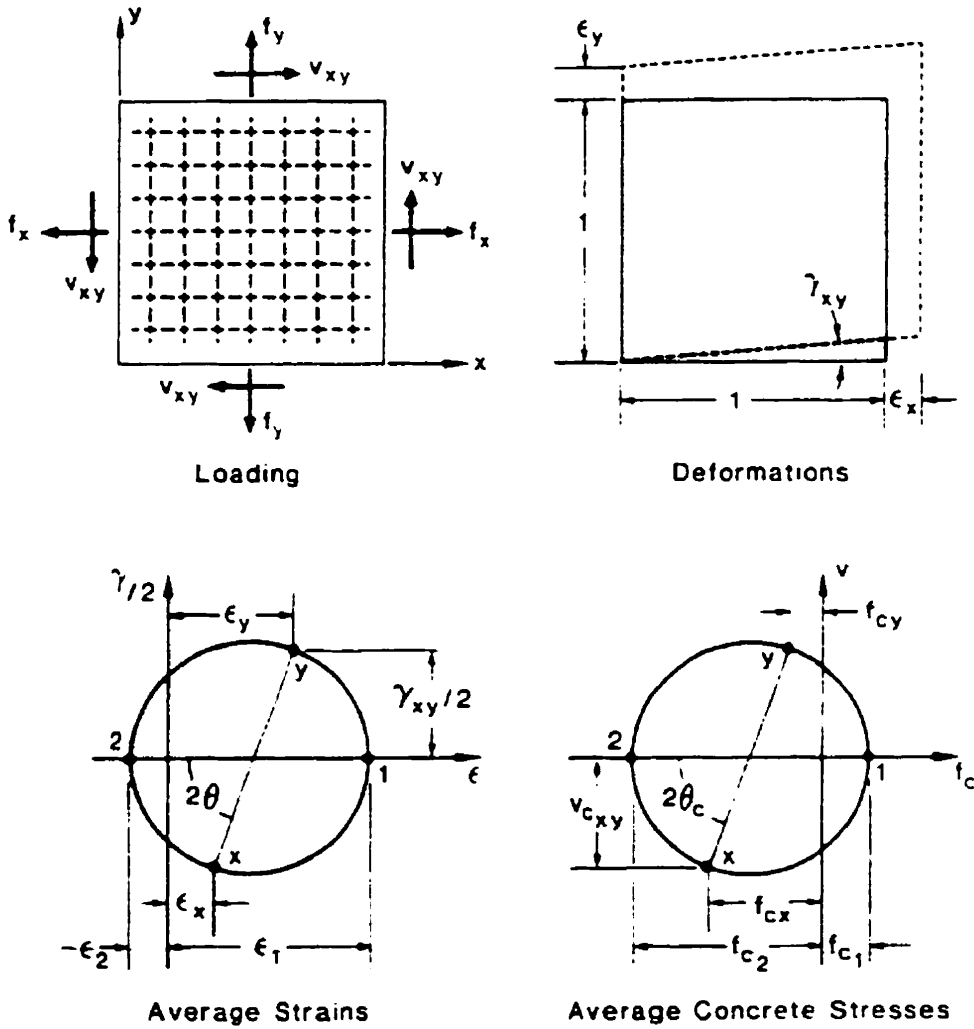 y
f_y
v_xy
v_xy
f_x
f_x
v_xy
x
v_xy
f_y
Loading
ϵ_y
1
γ_xy
1
ϵ_x
Deformations
γ/2
ϵ_y
y
γ_xy/2
2
1
ϵ
2θ
x
ϵ_x
-ϵ_2
ϵ_1
Average Strains
v
f_cy
y
2
1
f_c
v_cxy
2θ_c
x
f_cx
f_c2
f_c1
Average Concrete Stresses